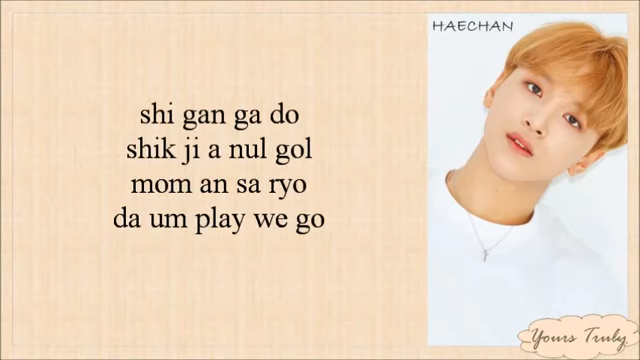 HAECHAN
shi gan ga do
shik ji a nul gol
mom an sa ryo
da um play we go
Yours Truly